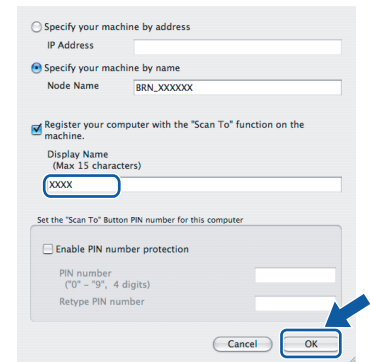 Specify your machine by address
IP Address
Specify your machine by name
Node Name BRN_XXXXXX
Register your computer with the "Scan To" function on the
machine.
Display Name
(Max 15 characters)
XXXX
Set the "Scan To" Button PIN number for this computer
Enable PIN number protection
PIN number
("0" – "9", 4 digits)
Retype PIN number
Cancel OK